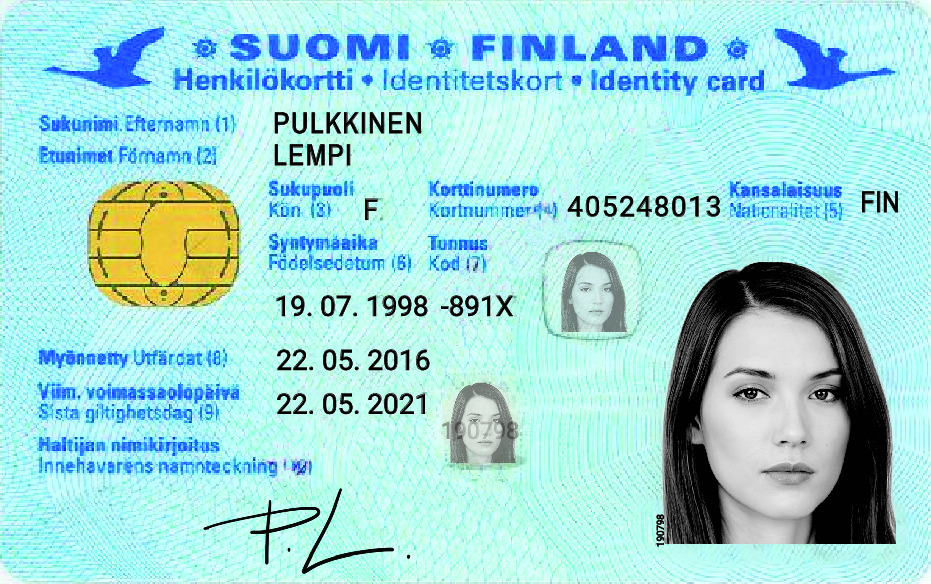 SUOMI FINLAND
Henkilökortti • Identitetskort • Identity card
Sukunimi Efternamn (1) PULKKINEN
Etunimet Förnamn (2) LEMPI
Sukupuoli Korttinumero Kansalaisuus
Kön (3) F Kortnummer (4) 405248013 Nationalitet (5) FIN
Syntymäaika Tunnus
Födelsedatum (6) Kod (7)
19. 07. 1998 -891X
Myönnetty Utfärdat (8) 22. 05. 2016
Viim. voimassaolopäivä 22. 05. 2021
Sista giltighetsdag (9)
190798
Haltijan nimikirjoitus
Innehavarens namnteckning
P.L.
190798